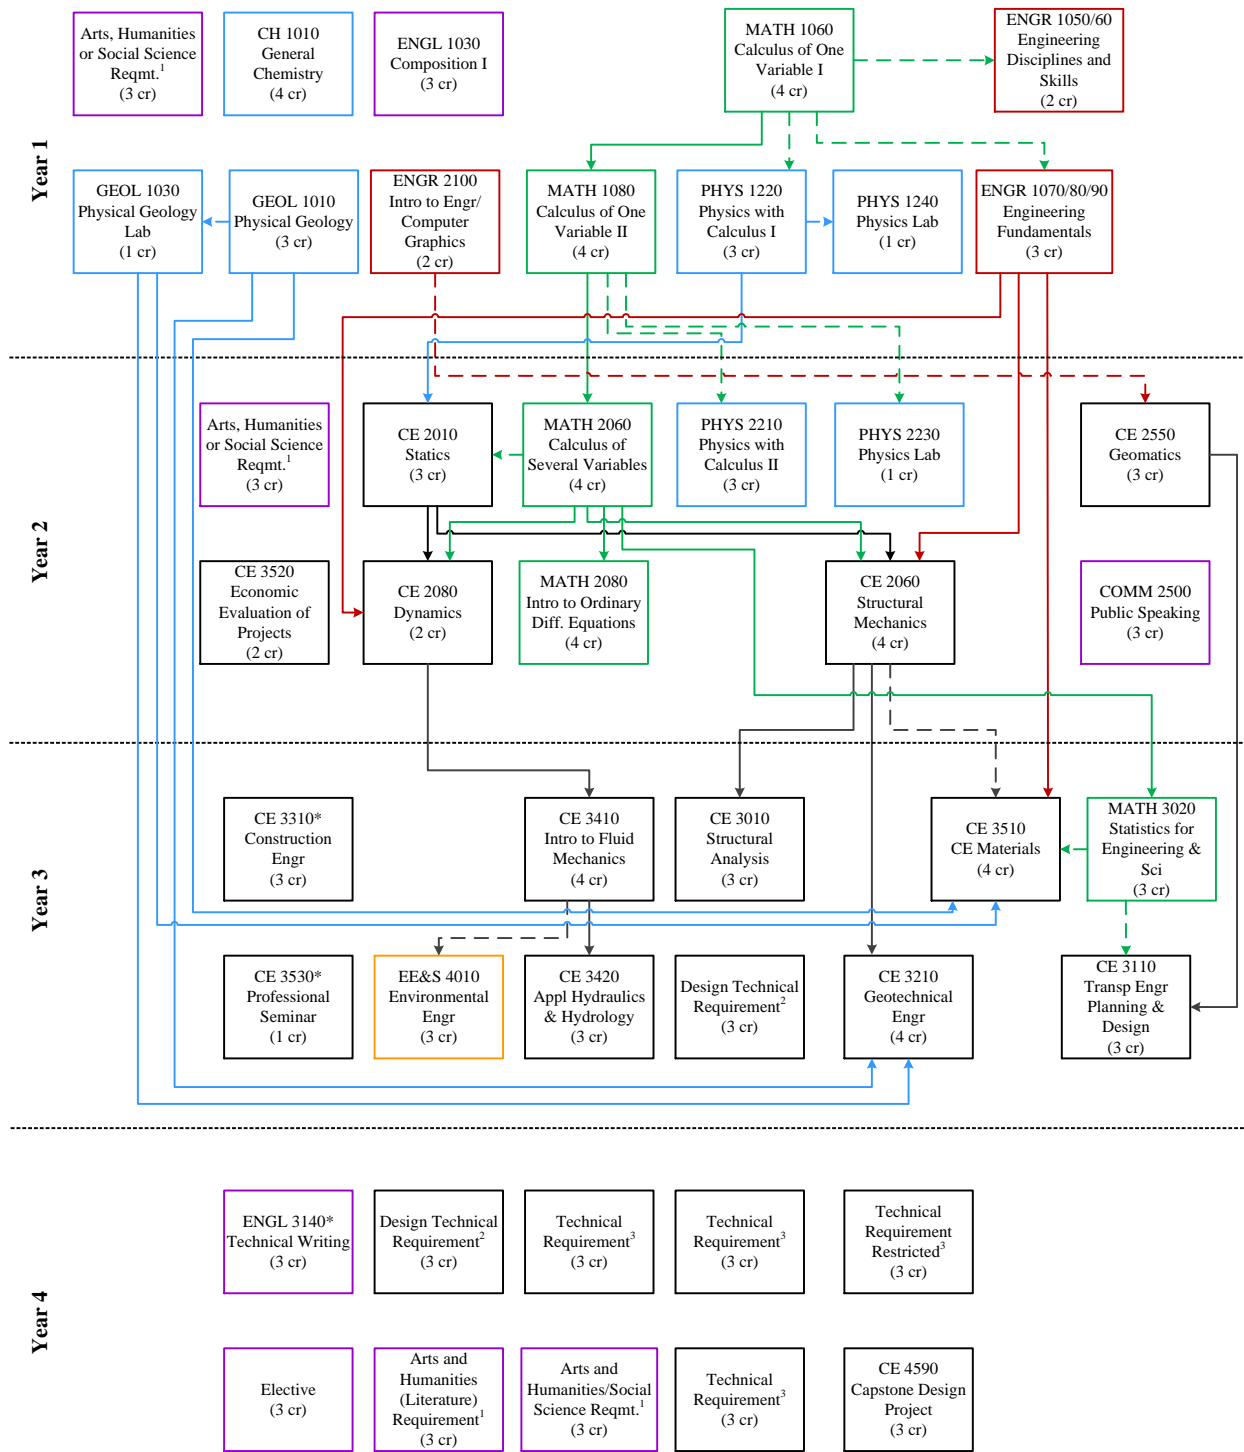 Year 1
Arts, Humanities
or Social Science
Reqmt.1
(3 cr)
CH 1010
General
Chemistry
(4 cr)
ENGL 1030
Composition I
(3 cr)
MATH 1060
Calculus of One
Variable I
(4 cr)
ENGR 1050/60
Engineering
Disciplines and
Skills
(2 cr)
GEOL 1030
Physical Geology
Lab
(1 cr)
GEOL 1010
Physical Geology
(3 cr)
ENGR 2100
Intro to Engr/
Computer
Graphics
(2 cr)
MATH 1080
Calculus of One
Variable II
(4 cr)
PHYS 1220
Physics with
Calculus I
(3 cr)
PHYS 1240
Physics Lab
(1 cr)
ENGR 1070/80/90
Engineering
Fundamentals
(3 cr)
Year 2
Arts, Humanities
or Social Science
Reqmt.1
(3 cr)
CE 2010
Statics
(3 cr)
MATH 2060
Calculus of
Several Variables
(4 cr)
PHYS 2210
Physics with
Calculus II
(3 cr)
PHYS 2230
Physics Lab
(1 cr)
CE 2550
Geomatics
(3 cr)
CE 3520
Economic
Evaluation of
Projects
(2 cr)
CE 2080
Dynamics
(2 cr)
MATH 2080
Intro to Ordinary
Diff. Equations
(4 cr)
CE 2060
Structural
Mechanics
(4 cr)
COMM 2500
Public Speaking
(3 cr)
Year 3
CE 3310*
Construction
Engr
(3 cr)
CE 3410
Intro to Fluid
Mechanics
(4 cr)
CE 3010
Structural
Analysis
(3 cr)
CE 3510
CE Materials
(4 cr)
MATH 3020
Statistics for
Engineering &
Sci
(3 cr)
CE 3530*
Professional
Seminar
(1 cr)
EE&S 4010
Environmental
Engr
(3 cr)
CE 3420
Appl Hydraulics
& Hydrology
(3 cr)
Design Technical
Requirement2
(3 cr)
CE 3210
Geotechnical
Engr
(4 cr)
CE 3110
Transp Engr
Planning &
Design
(3 cr)
Year 4
ENGL 3140*
Technical Writing
(3 cr)
Design Technical
Requirement2
(3 cr)
Technical
Requirement3
(3 cr)
Technical
Requirement3
(3 cr)
Technical
Requirement
Restricted3
(3 cr)
Elective
(3 cr)
Arts and
Humanities
(Literature)
Requirement1
(3 cr)
Arts and
Humanities/Social
Science Reqmt.1
(3 cr)
Technical
Requirement3
(3 cr)
CE 4590
Capstone Design
Project
(3 cr)